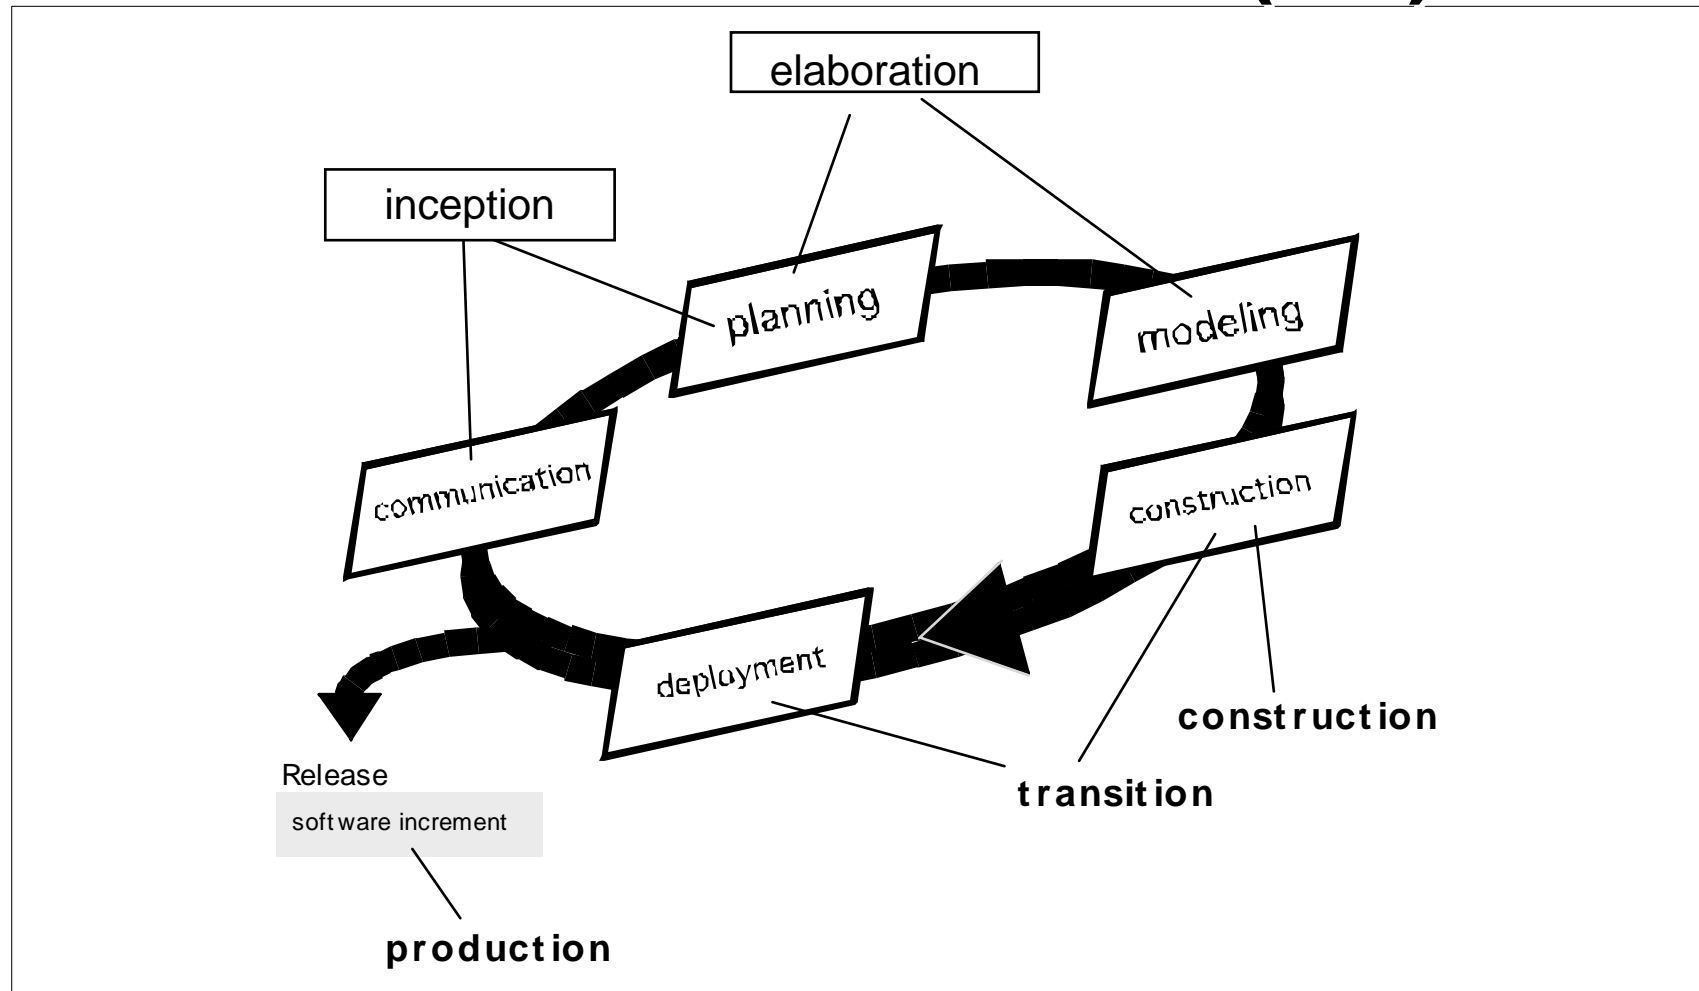 elaboration
inception
planning
modeling
communication
construction
deployment
construction
transition
Release
software increment
production